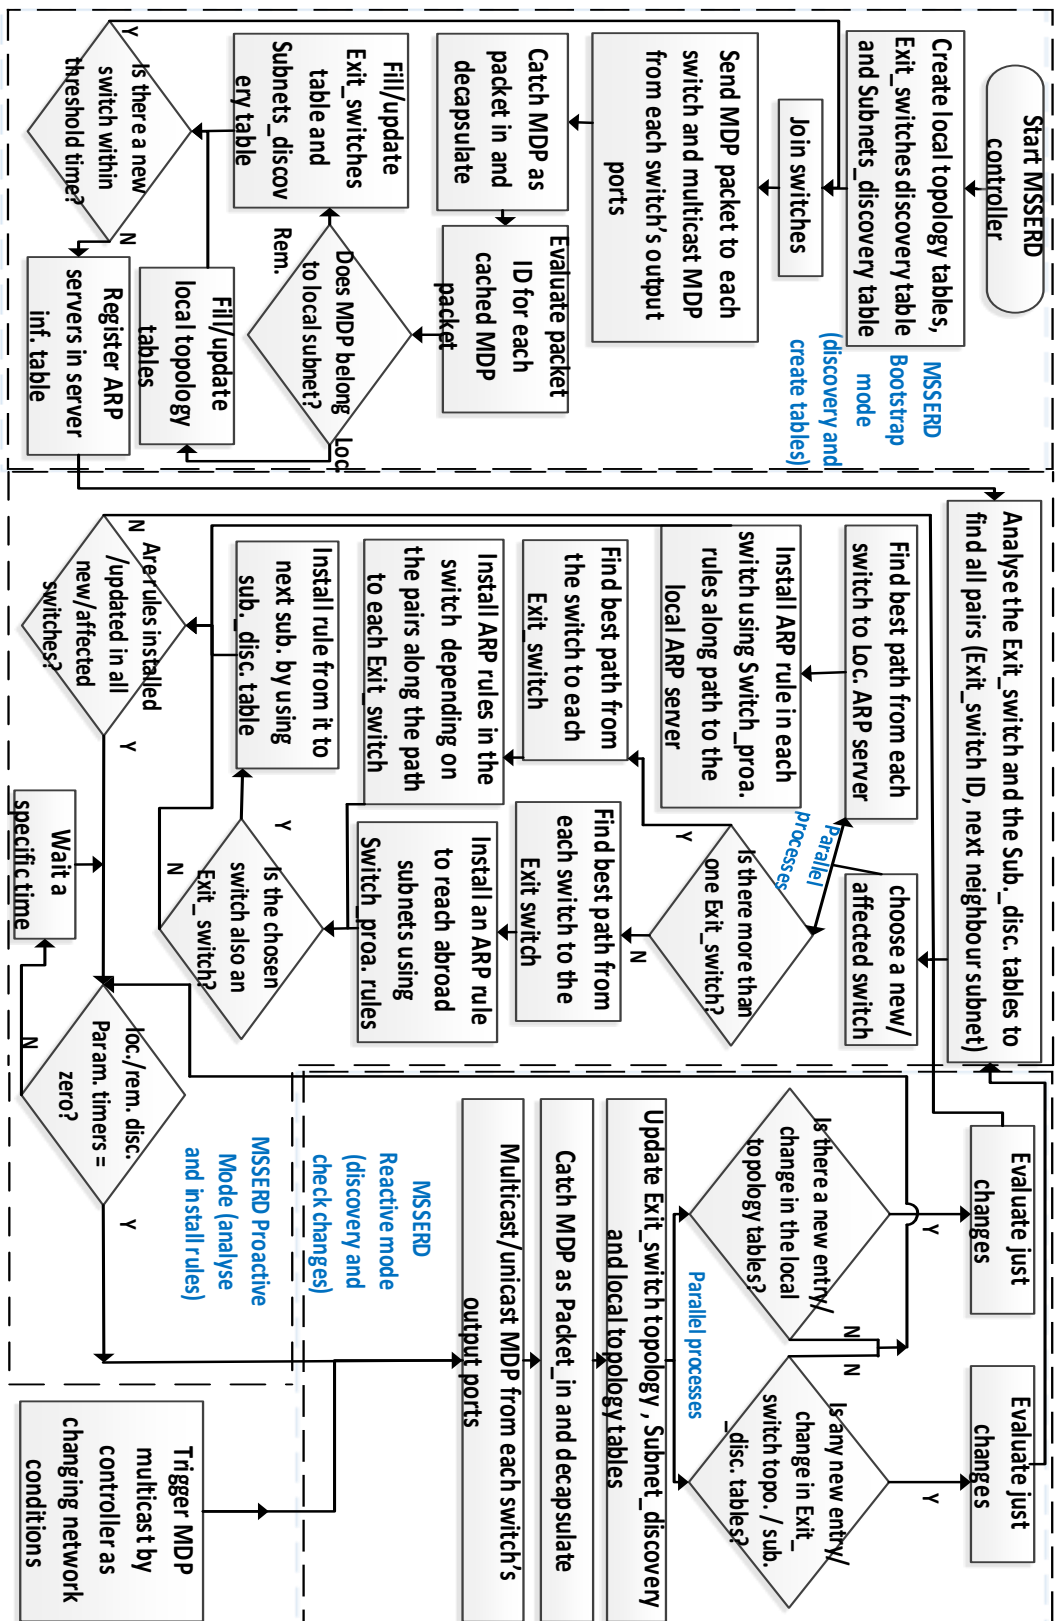 Start MSSERD
controller
Create local topology tables,
Exit_switches discovery table
and Subnets_discovery table
MSSERD
Bootstrap
mode
(discovery and
create tables)
Join switches
Send MDP packet to each
switch and multicast MDP
from each switch's output
ports
Catch MDP as
packet in and
decapsulate
Evaluate packet
ID for each
cached MDP
packet
Does MDP belong
to local subnet?
Rem.
Loc.
Fill/update
Exit_switches
table and
Subnets_discov
ery table
Fill/update
local topology
tables
Is there a new
switch within
threshold time?
Y
N
Register ARP
servers in server
inf. table
Analyse the Exit_switch and the Sub._disc. tables to
find all pairs (Exit_switch ID, next neighbour subnet)
choose a new/
affected switch
Parallel
processes
Find best path from each
switch to Loc. ARP server
Install ARP rule in each
switch using Switch_proa.
rules along path to the
local ARP server
Is there more than
one Exit_switch?
Y
N
Find best path from
the switch to each
Exit_switch
Find best path from
each switch to the
Exit switch
Install ARP rules in the
switch depending on
the pairs along the path
to each Exit_switch
Install an ARP rule
to reach abroad
subnets using
Switch_proa. rules
Is the chosen
switch also an
Exit_switch?
Y
N
Install rule from it to
next sub. by using
sub._disc. table
Are rules installed
/updated in all
new/affected
switches?
N
Y
Wait a
specific time
loc./rem. disc.
Param. timers =
zero?
N
Y
MSSERD Proactive
Mode (analyse
and install rules)
Evaluate just
changes
Evaluate just
changes
Is there a new entry/
change in the local
topology tables?
Y
N
Is any new entry/
change in Exit_
switch topo. / sub.
_disc. tables?
Y
N
Parallel processes
Update Exit_switch topology , Subnet_discovery
and local topology tables
Catch MDP as Packet_in and decapsulate
Multicast/unicast MDP from each switch's
output ports
MSSERD
Reactive mode
(discovery and
check changes)
Trigger MDP
multicast by
controller as
changing network
conditions